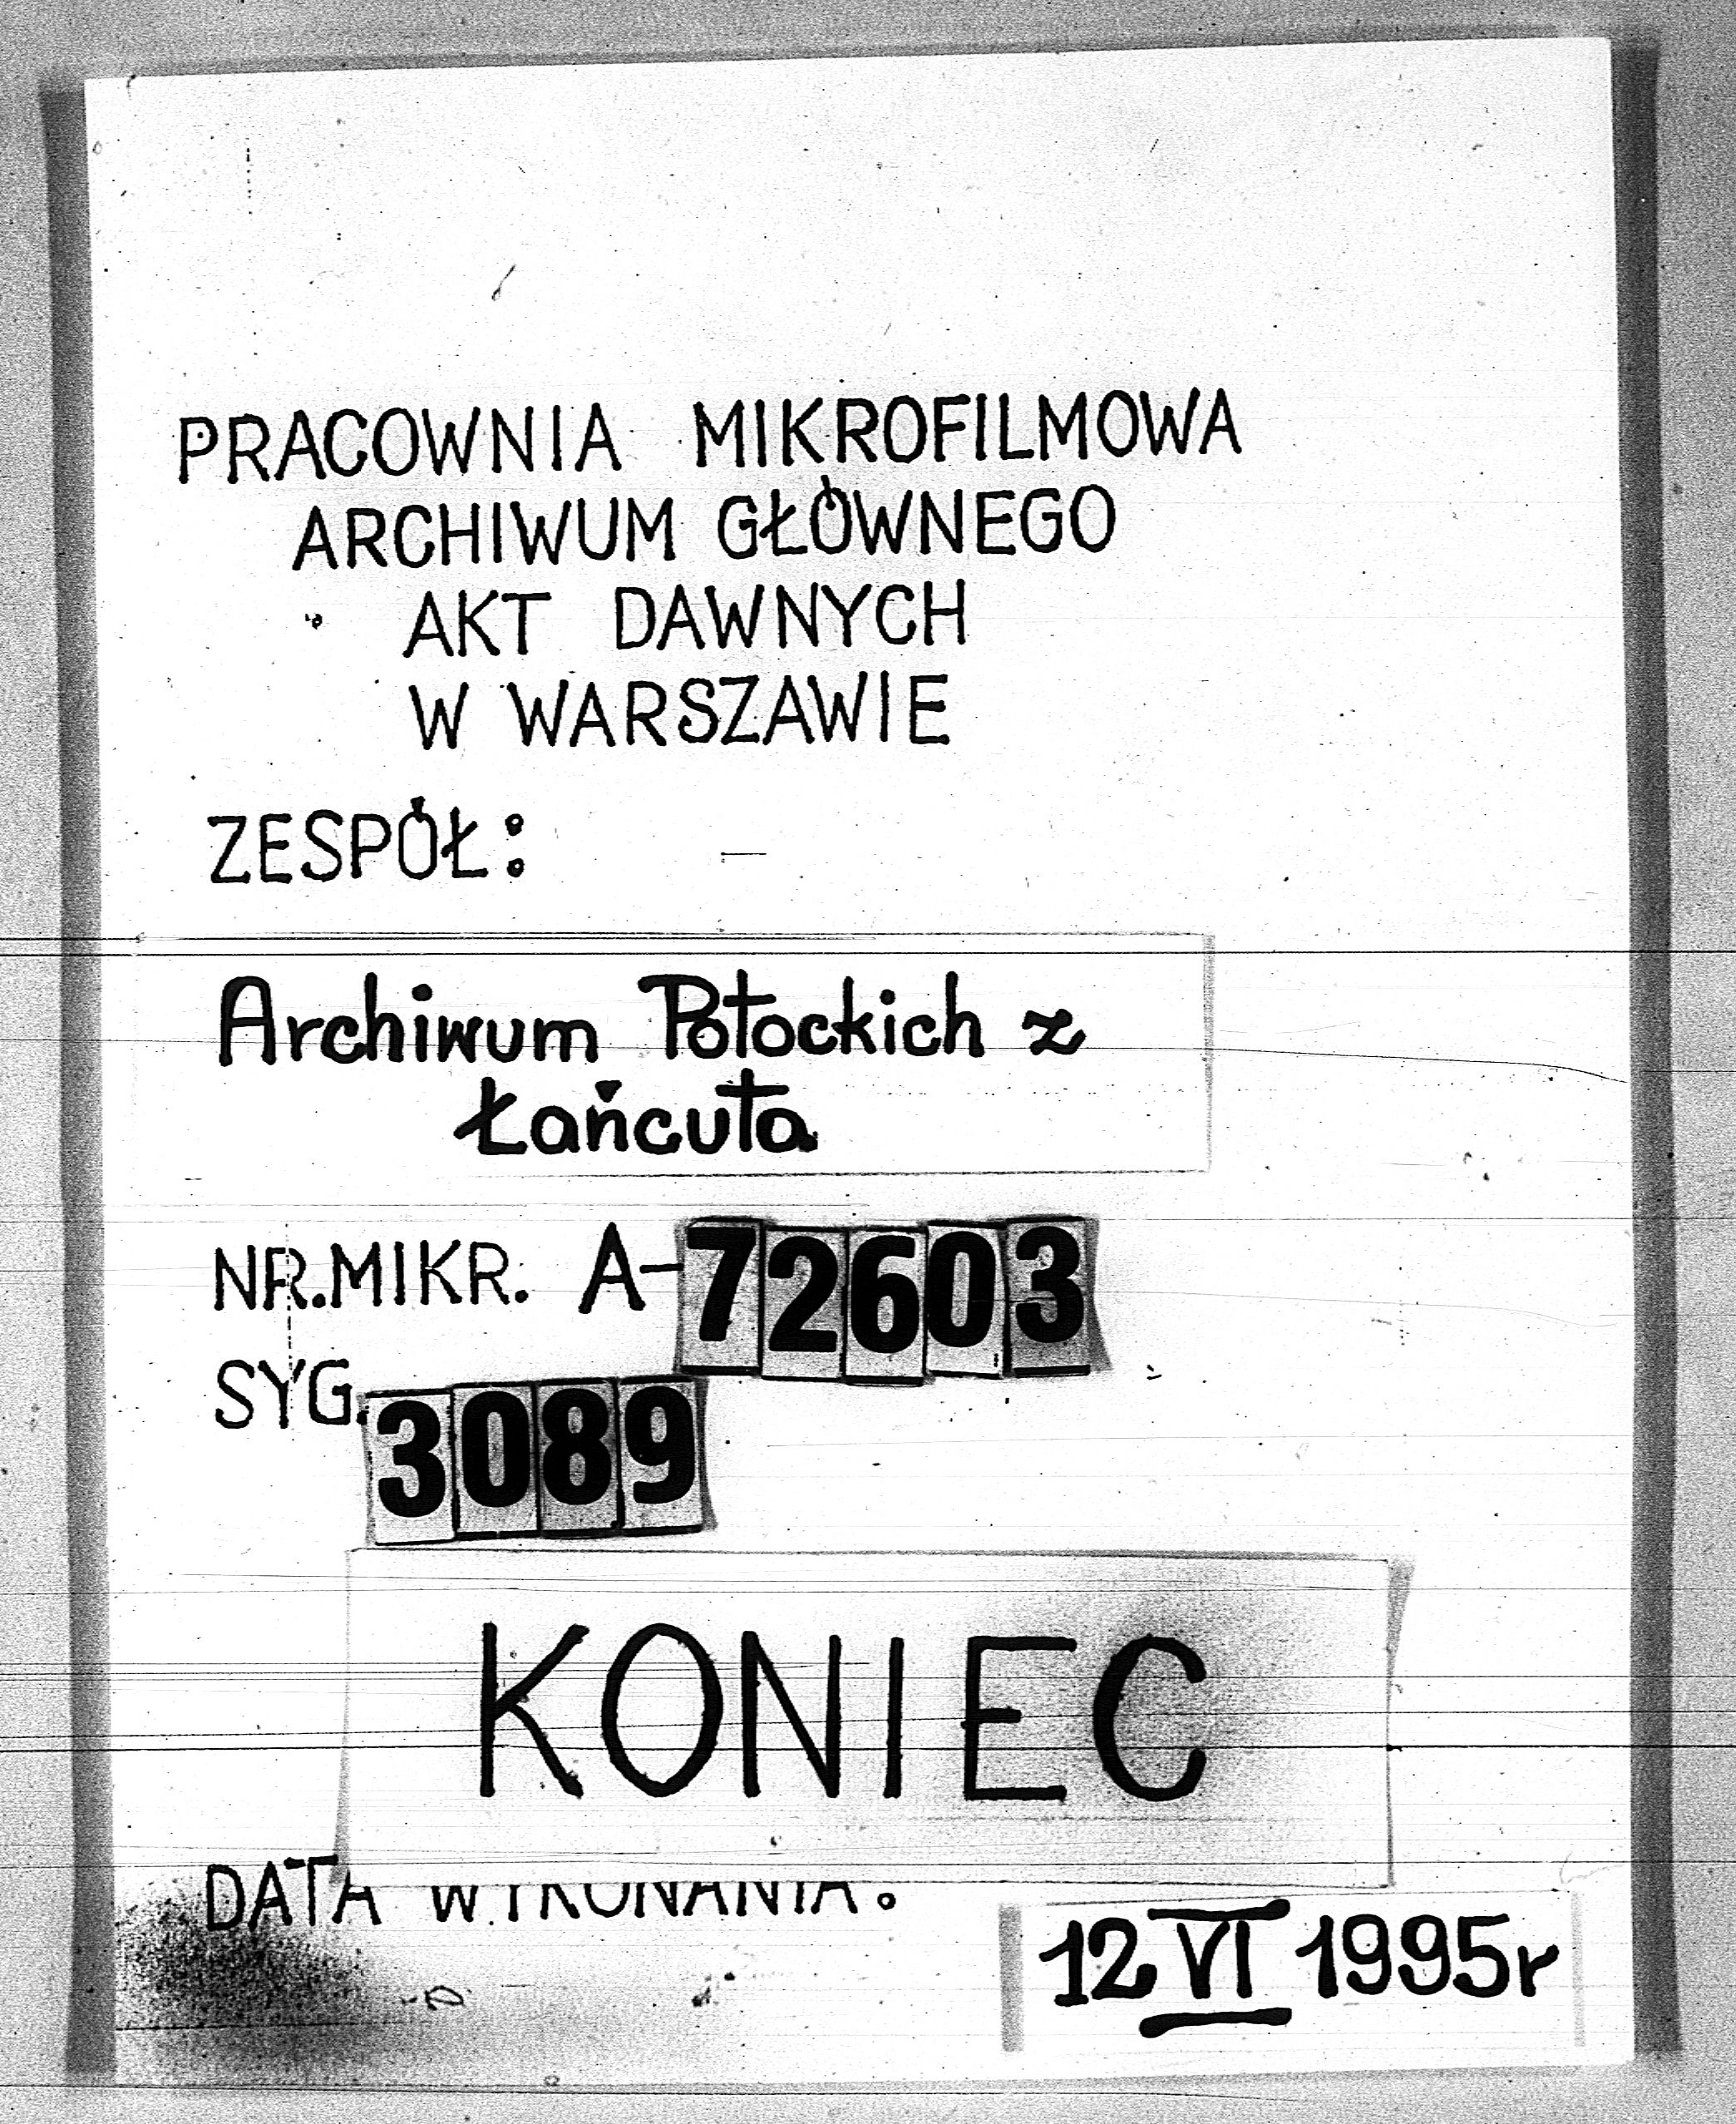 PRACOWNIA MIKROFILMOWA
ARCHIWUM GŁÓWNEGO
AKT DAWNYCH
W WARSZAWIE
ZESPÓŁ:
Archiwum Potockich z
Łańcuta
NR.MIKR. A-72603
SYG. 3089
KONIEC
DATA WYKONANIA:
12 VI 1995r